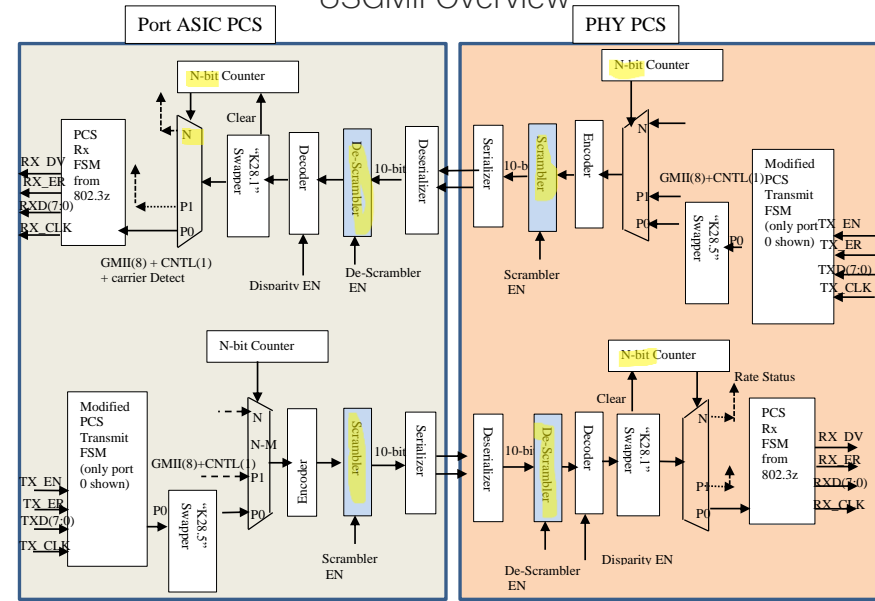 USGMII Overview
Port ASIC PCS
PHY PCS
N-bit Counter
Clear
PCS
Rx
FSM
from
802.3z
RX_DV
RX_ER
RXD(7:0)
RX_CLK
N
P1
P0
"K28.1"
Swapper
Decoder
De-Scrambler
10-bit
Deserializer
GMII(8) + CNTL(1)
+ carrier Detect
Disparity EN
De-Scrambler
EN
N-bit Counter
Serializer
10-b
Scrambler
Encoder
N
P1
P0
GMII(8)+CNTL(1)
"K28.5"
Swapper
P0
Modified
PCS
Transmit
FSM
(only port
0 shown)
TX_EN
TX_ER
TXD(7:0)
TX_CLK
Scrambler
EN
N-bit Counter
Modified
PCS
Transmit
FSM
(only port
0 shown)
TX_EN
TX_ER
TXD(7:0)
TX_CLK
P0
"K28.5"
Swapper
GMII(8)+CNTL(1)
N
N-M
P1
P0
Encoder
Scrambler
10-bit
Serializer
Scrambler
EN
N-bit Counter
Clear
Rate Status
Deserializer
10-bi
De-Scrambler
Decoder
"K28.1"
Swapper
N
P1
P0
PCS
Rx
FSM
from
802.3z
RX_DV
RX_ER
RXD(7:0)
RX_CLK
De-Scrambler
EN
Disparity EN